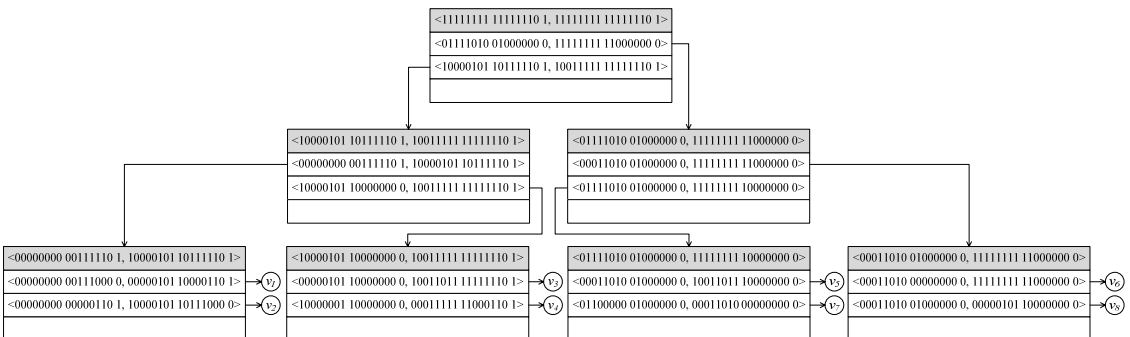 <11111111 11111110 1, 11111111 11111110 1>
<01111010 01000000 0, 11111111 11000000 0>
<10000101 10111110 1, 10011111 11111110 1>
<10000101 10111110 1, 10011111 11111110 1>
<00000000 00111110 1, 10000101 10111110 1>
<10000101 10000000 0, 10011111 11111110 1>
<01111010 01000000 0, 11111111 11000000 0>
<00011010 01000000 0, 11111111 11000000 0>
<01111010 01000000 0, 11111111 10000000 0>
<00000000 00111110 1, 10000101 10111110 1>
<00000000 00111000 0, 00000101 10000110 1> v1
<00000000 00000110 1, 10000101 10111000 0> v2
<10000101 10000000 0, 10011111 11111110 1>
<00000101 10000000 0, 10011011 11111110 1> v3
<10000001 10000000 0, 00011111 11000110 1> v4
<01111010 01000000 0, 11111111 10000000 0>
<00011010 01000000 0, 10011011 10000000 0> v5
<01100000 01000000 0, 00011010 00000000 0> v7
<00011010 01000000 0, 11111111 11000000 0>
<00011010 00000000 0, 11111111 11000000 0> v6
<00011010 01000000 0, 00000101 10000000 0> v8